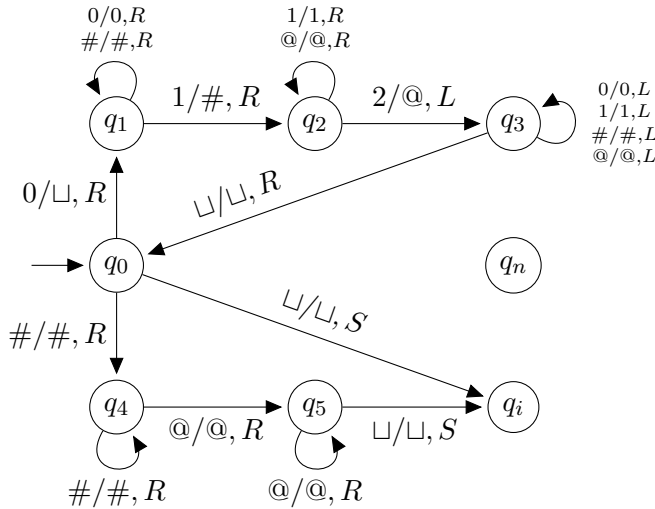 0/0,R
#/#,R
1/1,R
@/@,R
q1
1/#, R
q2
2/@, L
q3
0/0,L
1/1,L
#/#,L
@/@,L
0/⊔, R
⊔/⊔, R
q0
qn
#/#, R
⊔/⊔, S
q4
@/@, R
q5
⊔/⊔, S
qi
#/#, R
@/@, R